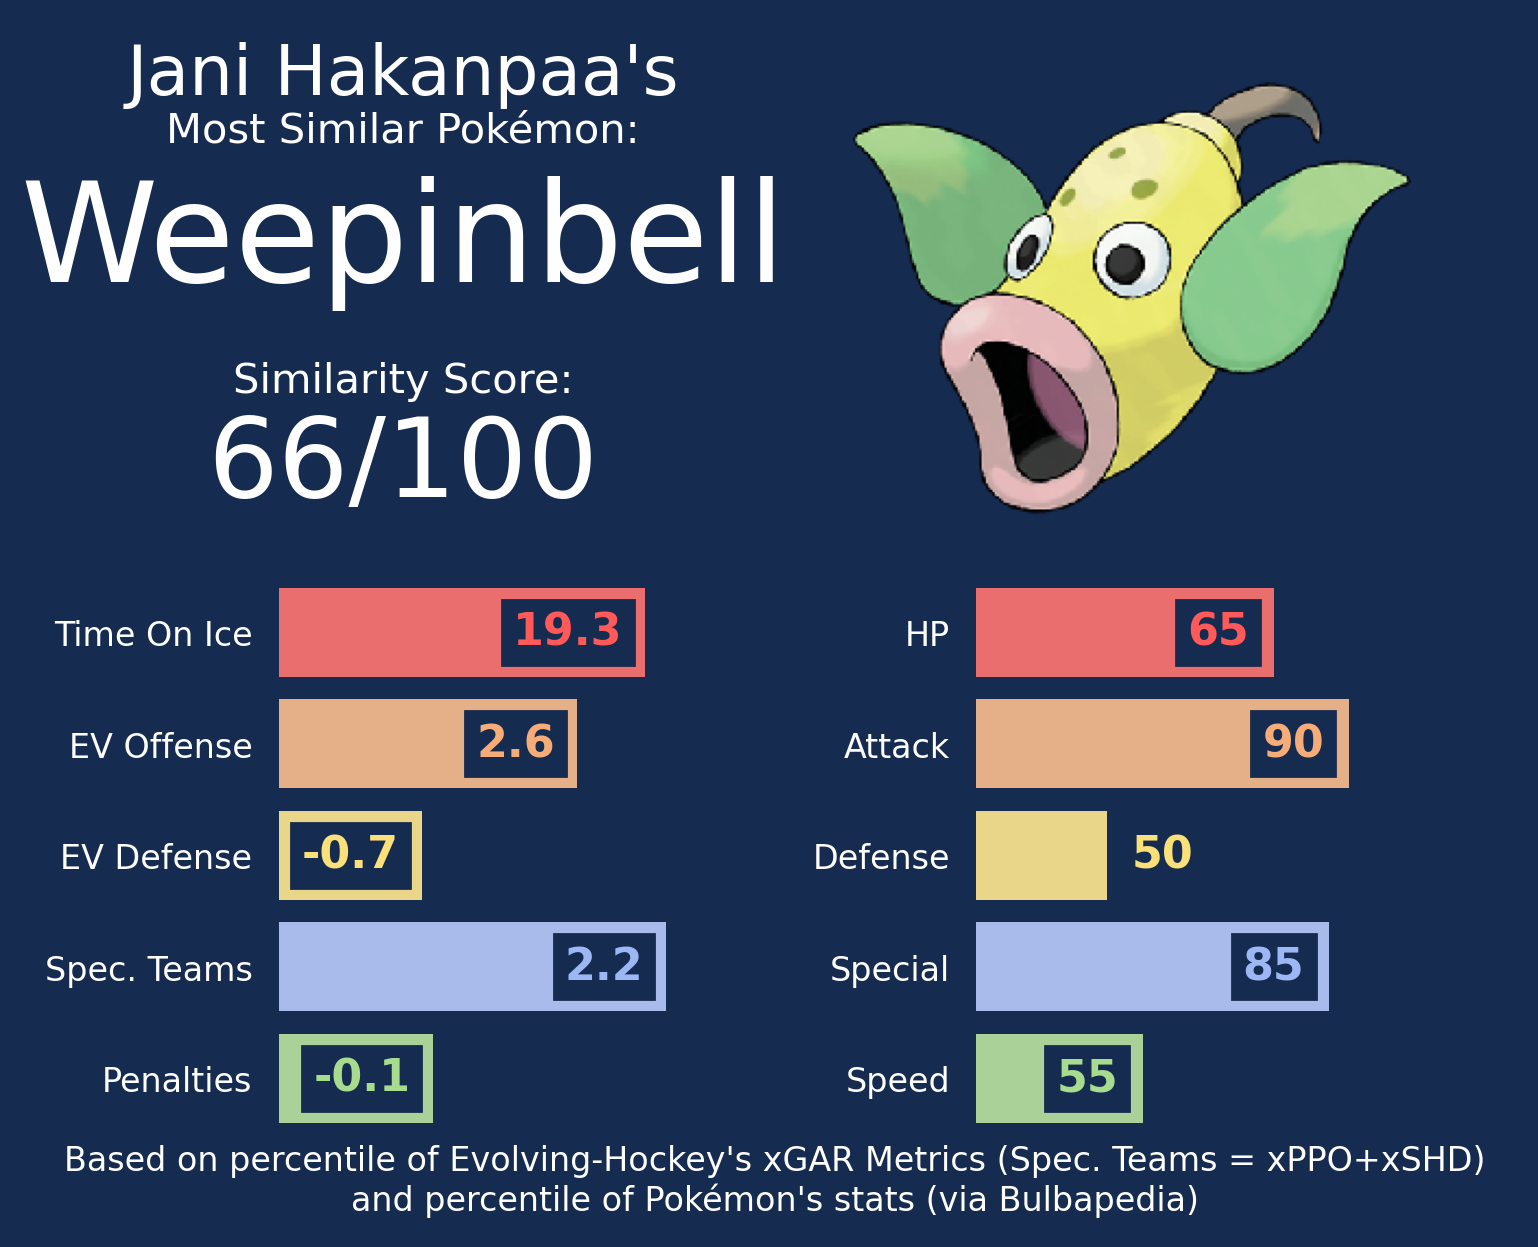 Jani Hakanpaa's
Most Similar Pokémon:
Weepinbell
Similarity Score:
66/100
Time On Ice 19.3
EV Offense 2.6
EV Defense -0.7
Spec. Teams 2.2
Penalties -0.1
HP 65
Attack 90
Defense 50
Special 85
Speed 55
Based on percentile of Evolving-Hockey's xGAR Metrics (Spec. Teams = xPPO+xSHD)
and percentile of Pokémon's stats (via Bulbapedia)